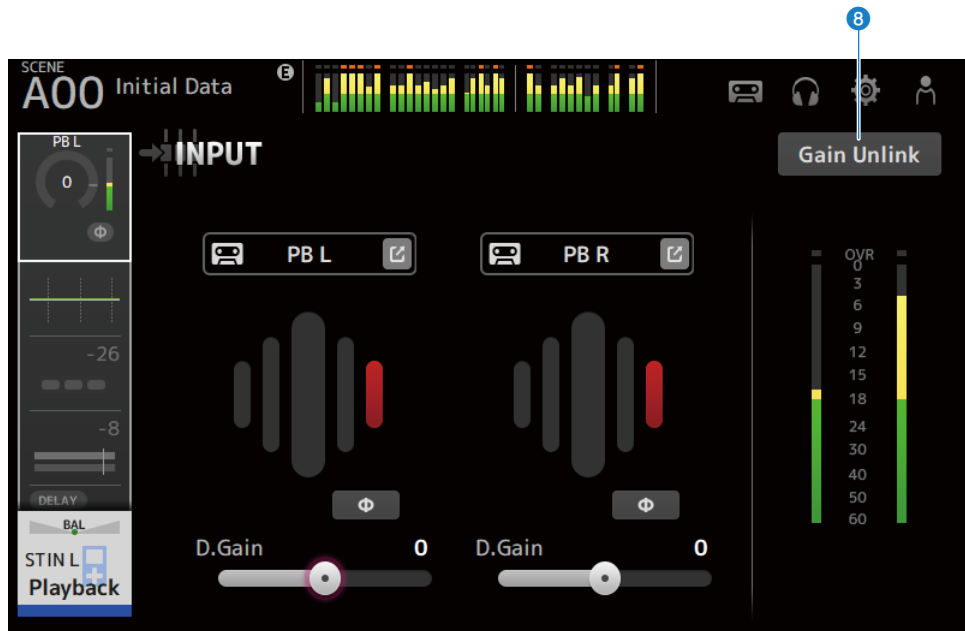 8
SCENE
A00 Initial Data E
PB L
0
Φ
INPUT
Gain Unlink
PB L
PB R
OVR
0
3
6
9
12
15
18
24
30
40
50
60
-26
-8
DELAY
Φ
Φ
BAL
STIN L
Playback
D.Gain 0
D.Gain 0